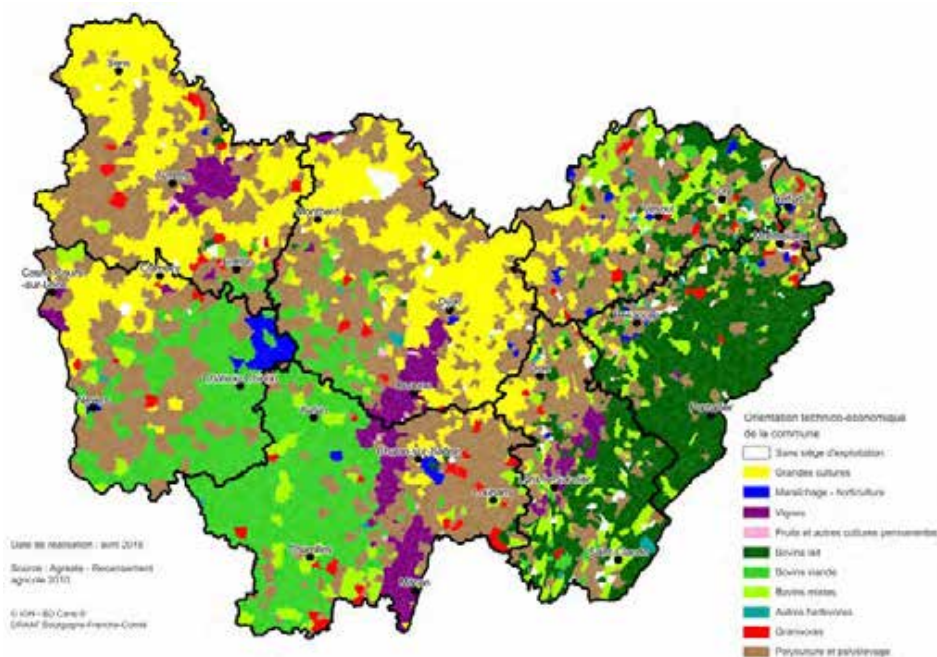 Sens
Montbard
Vesoul
Belfort
Cosne-Cours
-sur-Loire
Clamecy
Avallon
Dijon
Besançon
Château-Chinon
Nevers
Beaune
Dole
Pontarlier
Autun
Chalon-sur-Saône
Lons-le-Saunier
Louhans
Charolles
Saint-Claude
Mâcon
Orientation technico-economique
de la commune
Sans siège d'exploitation
Grandes cultures
Maraîchage - horticulture
Vignes
Fruits et autres cultures permanentes
Bovins lait
Bovins viande
Bovins mixtes
Autres herbivores
Granivores
Polyculture et polyélevage
Date de réalisation : avril 2016
Source : Agreste - Recensement
agricole 2010
© IGN - BD Carto ®
DRAAF Bourgogne-Franche-Comté